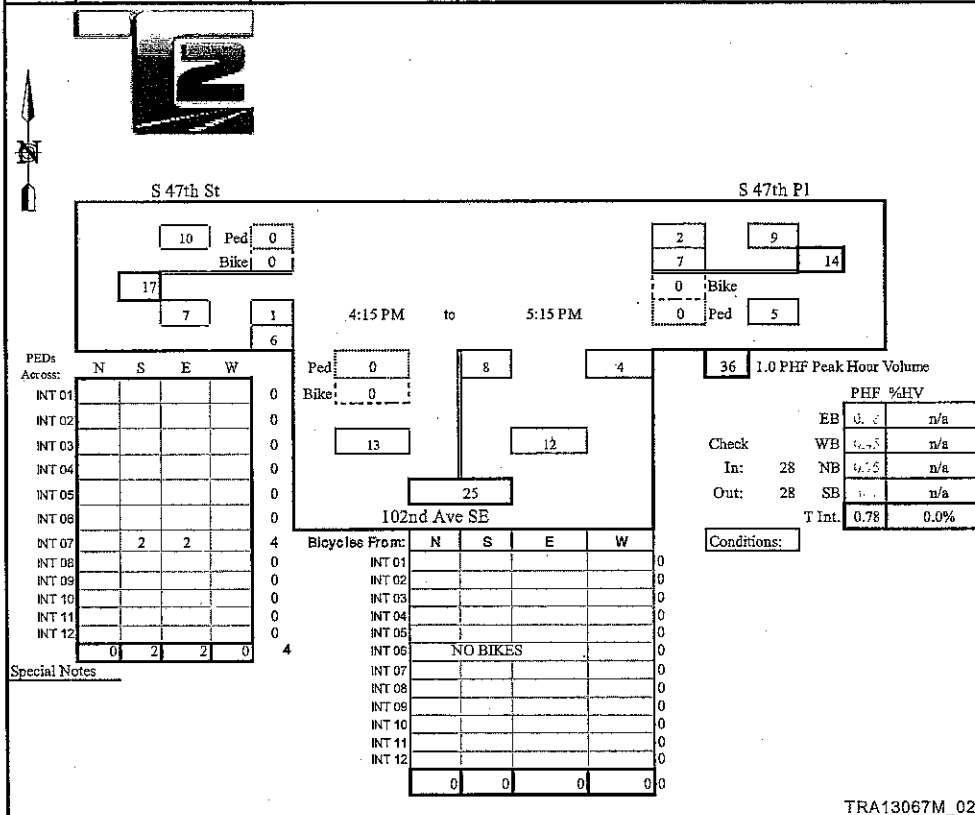 N
S 47th St
S 47th Pl
10 Ped 0
Bike 0
17
7 1
6
4:15 PM to 5:15 PM
2 9
7 14
0 Bike
0 Ped 5
Ped 0
Bike 0
8 4
13 12
25
102nd Ave SE
36 1.0 PHF Peak Hour Volume
PHF %HV
EB n/a
Check WB n/a
In: 28 NB n/a
Out: 28 SB n/a
T Int. 0.78 0.0%
Conditions:
PEDs
Across: N S E W
INT 01 0
INT 02 0
INT 03 0
INT 04 0
INT 05 0
INT 06 0
INT 07 2 2 4
INT 08 0
INT 09 0
INT 10 0
INT 11 0
INT 12 0
0 2 2 0 4
Special Notes
Bicycles From: N S E W
INT 01 0
INT 02 0
INT 03 0
INT 04 0
INT 05 0
INT 06 NO BIKES 0
INT 07 0
INT 08 0
INT 09 0
INT 10 0
INT 11 0
INT 12 0
0 0 0 0 0
TRA13067M_02